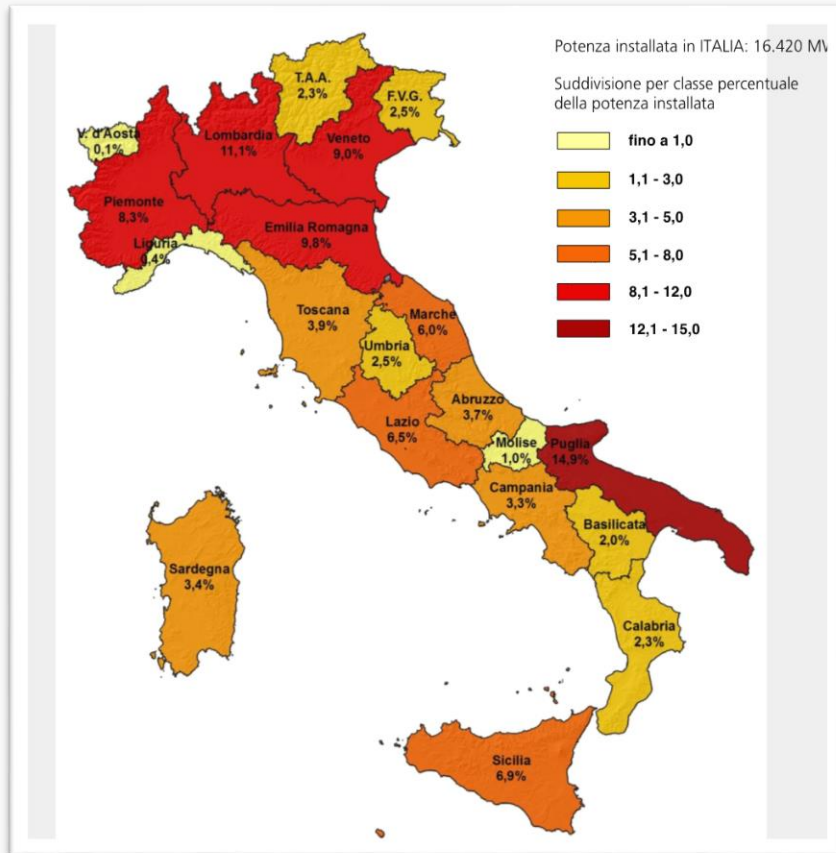 Potenza installata in ITALIA: 16.420 MW
Suddivisione per classe percentuale
della potenza installata
fino a 1,0
1,1 - 3,0
3,1 - 5,0
5,1 - 8,0
8,1 - 12,0
12,1 - 15,0
T.A.A.
2,3%
F.V.G.
2,5%
V. d'Aosta
0,1%
Lombardia
11,1%
Veneto
9,0%
Piemonte
8,3%
Emilia Romagna
9,8%
Liguria
0,4%
Toscana
3,9%
Marche
6,0%
Umbria
2,5%
Abruzzo
3,7%
Lazio
6,5%
Molise
1,0%
Puglia
14,9%
Campania
3,3%
Basilicata
2,0%
Sardegna
3,4%
Calabria
2,3%
Sicilia
6,9%